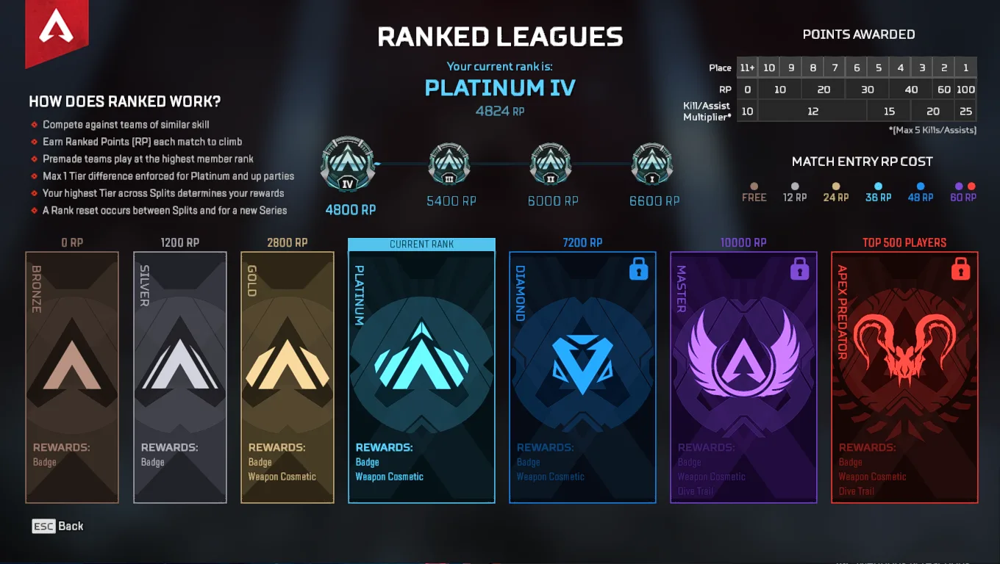 RANKED LEAGUES
Your current rank is:
PLATINUM IV
4824 RP
HOW DOES RANKED WORK?
Compete against teams of similar skill
Earn Ranked Points [RP] each match to climb
Premade teams play at the highest member rank
Max 1 Tier difference enforced for Platinum and up parties
Your highest Tier across Splits determines your rewards
A Rank reset occurs between Splits and for a new Series
IV III II I
4800 RP 5400 RP 6000 RP 6600 RP
POINTS AWARDED
Place 11+ 10 9 8 7 6 5 4 3 2 1
RP 0 10 20 30 40 60 100
Kill/Assist
Multiplier* 10 12 15 20 25
*[Max 5 Kills/Assists]
MATCH ENTRY RP COST
FREE 12 RP 24 RP 36 RP 48 RP 60 RP
0 RP
BRONZE
REWARDS:
Badge
1200 RP
SILVER
REWARDS:
Badge
2800 RP
GOLD
REWARDS:
Badge
Weapon Cosmetic
CURRENT RANK
PLATINUM
REWARDS:
Badge
Weapon Cosmetic
7200 RP
DIAMOND
REWARDS:
Badge
Weapon Cosmetic
10000 RP
MASTER
REWARDS:
Badge
Weapon Cosmetic
Dive Trail
TOP 500 PLAYERS
APEX PREDATOR
REWARDS:
Badge
Weapon Cosmetic
Dive Trail
ESC Back